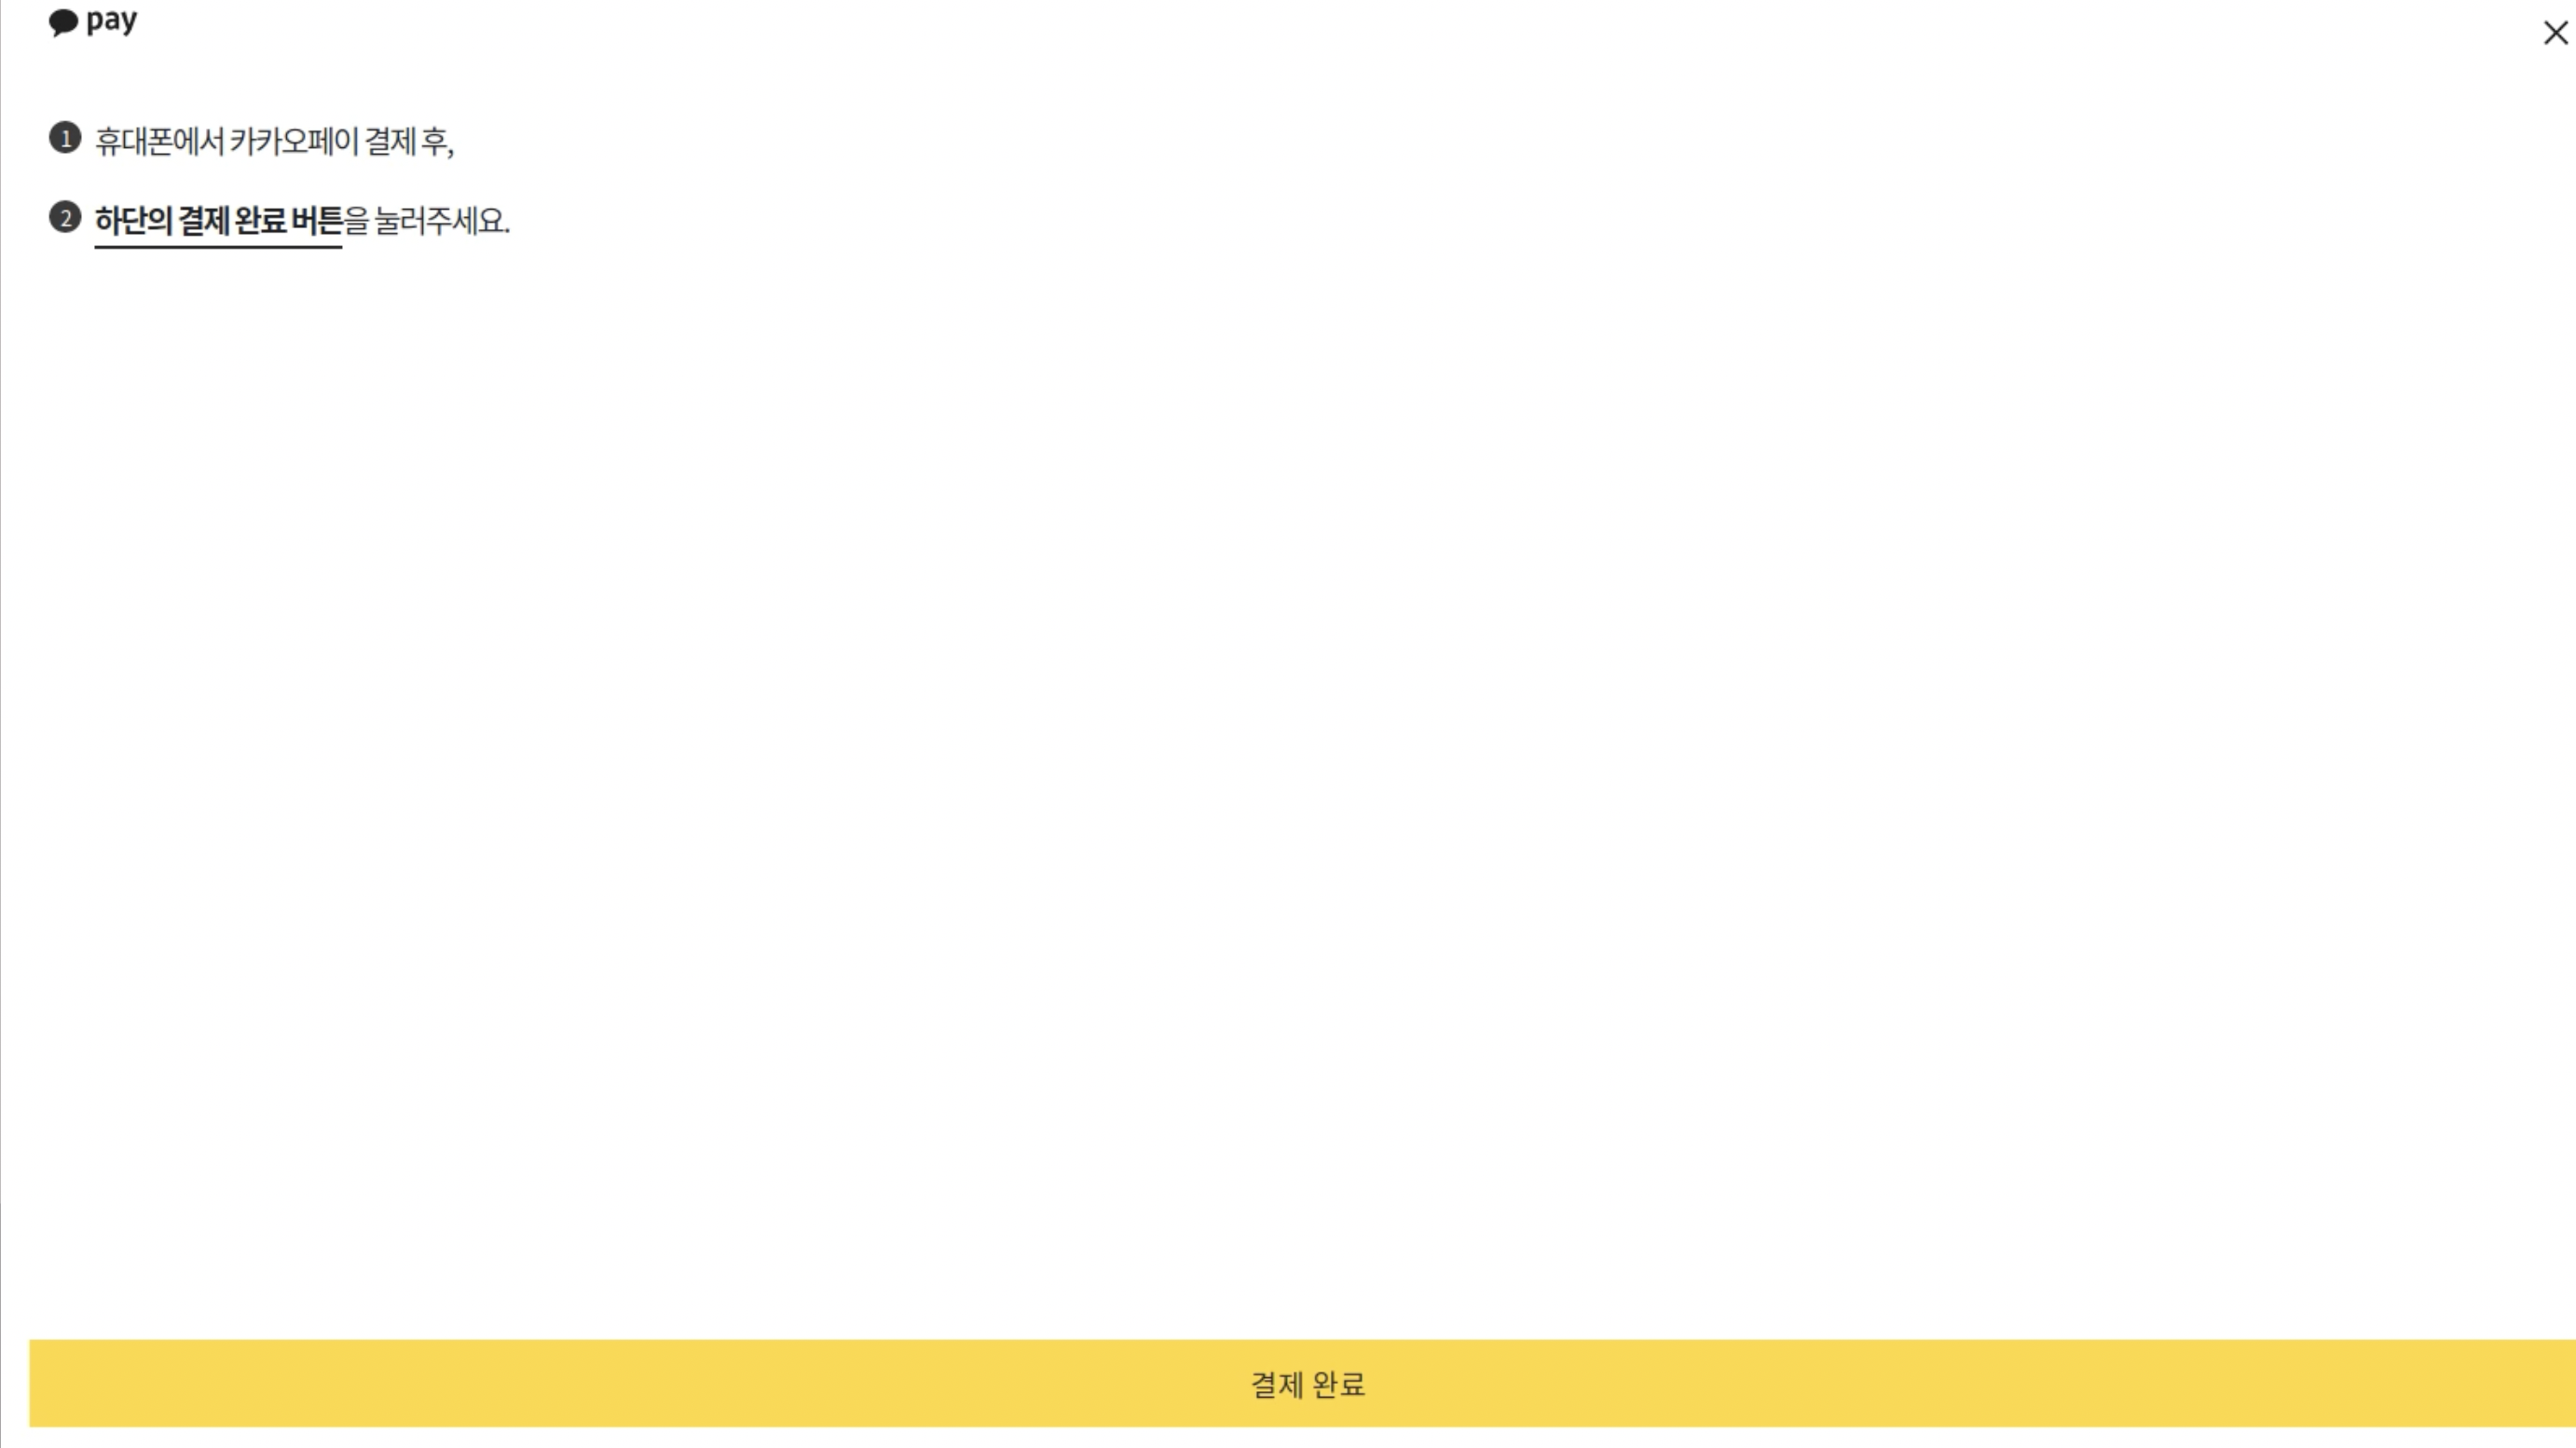 pay
1 휴대폰에서 카카오페이 결제 후,
2 하단의 결제 완료 버튼을 눌러주세요.
결제 완료